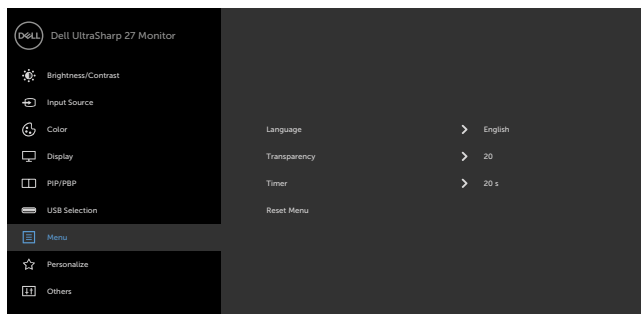 DELL Dell UltraSharp 27 Monitor
Brightness/Contrast
Input Source
Color
Language English
Display
Transparency 20
PIP/PBP
Timer 20 s
USB Selection
Reset Menu
Menu
Personalize
Others